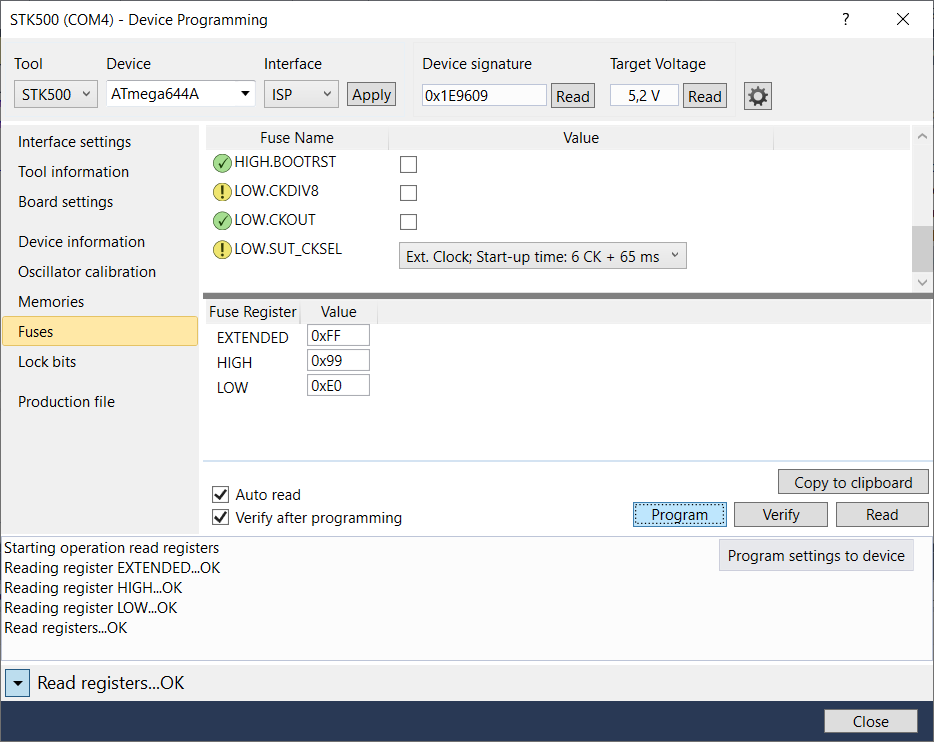 STK500 (COM4) - Device Programming
?
Tool Device Interface Device signature Target Voltage
STK500 ATmega644A ISP Apply 0x1E9609 Read 5,2 V Read
Interface settings
Tool information
Board settings
Device information
Oscillator calibration
Memories
Fuses
Lock bits
Production file
Fuse Name Value
HIGH.BOOTRST
LOW.CKDIV8
LOW.CKOUT
LOW.SUT_CKSEL Ext. Clock; Start-up time: 6 CK + 65 ms
Fuse Register Value
EXTENDED 0xFF
HIGH 0x99
LOW 0xE0
Copy to clipboard
Auto read
Verify after programming
Program Verify Read
Program settings to device
Starting operation read registers
Reading register EXTENDED...OK
Reading register HIGH...OK
Reading register LOW...OK
Read registers...OK
Read registers...OK
Close